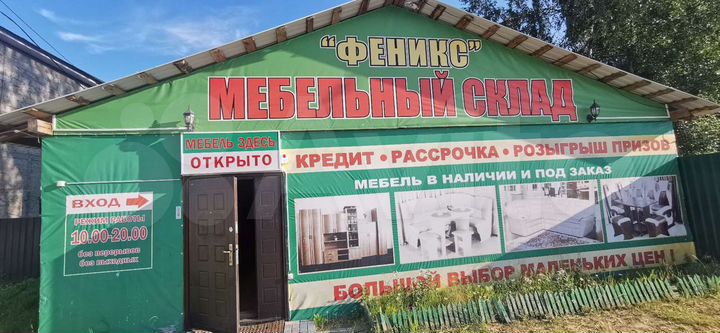 “ФЕНИКС”
МЕБЕЛЬНЫЙ СКЛАД
МЕБЕЛЬ ЗДЕСЬ
ОТКРЫТО
КРЕДИТ • РАССРОЧКА • РОЗЫГРЫШ ПРИЗОВ
МЕБЕЛЬ В НАЛИЧИИ И ПОД ЗАКАЗ
ВХОД
РЕЖИМ РАБОТЫ
10.00-20.00
без перерывов
без выходных
БОЛЬШОЙ ВЫБОР МАЛЕНЬКИХ ЦЕН !